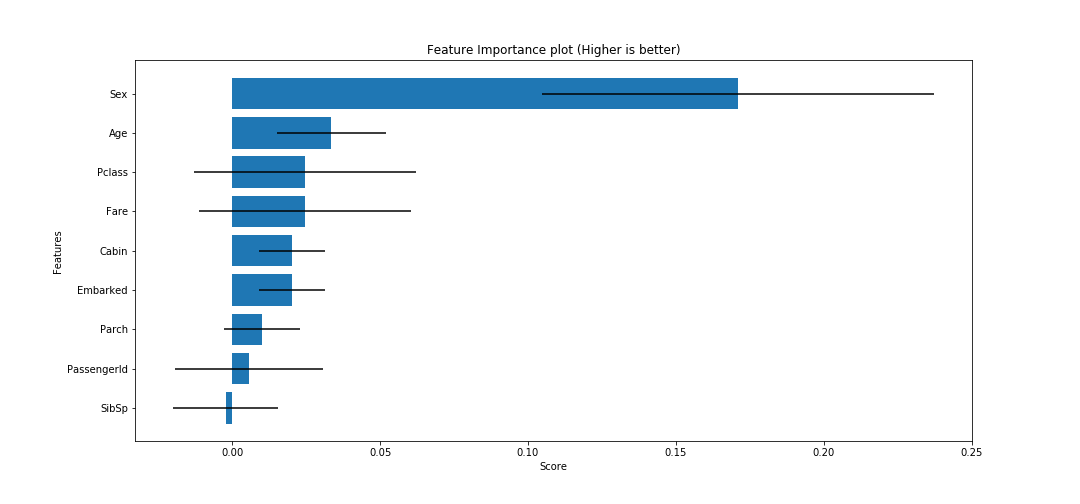 Feature Importance plot (Higher is better)
Features
Sex
Age
Pclass
Fare
Cabin
Embarked
Parch
PassengerId
SibSp
0.00 0.05 0.10 0.15 0.20 0.25
Score